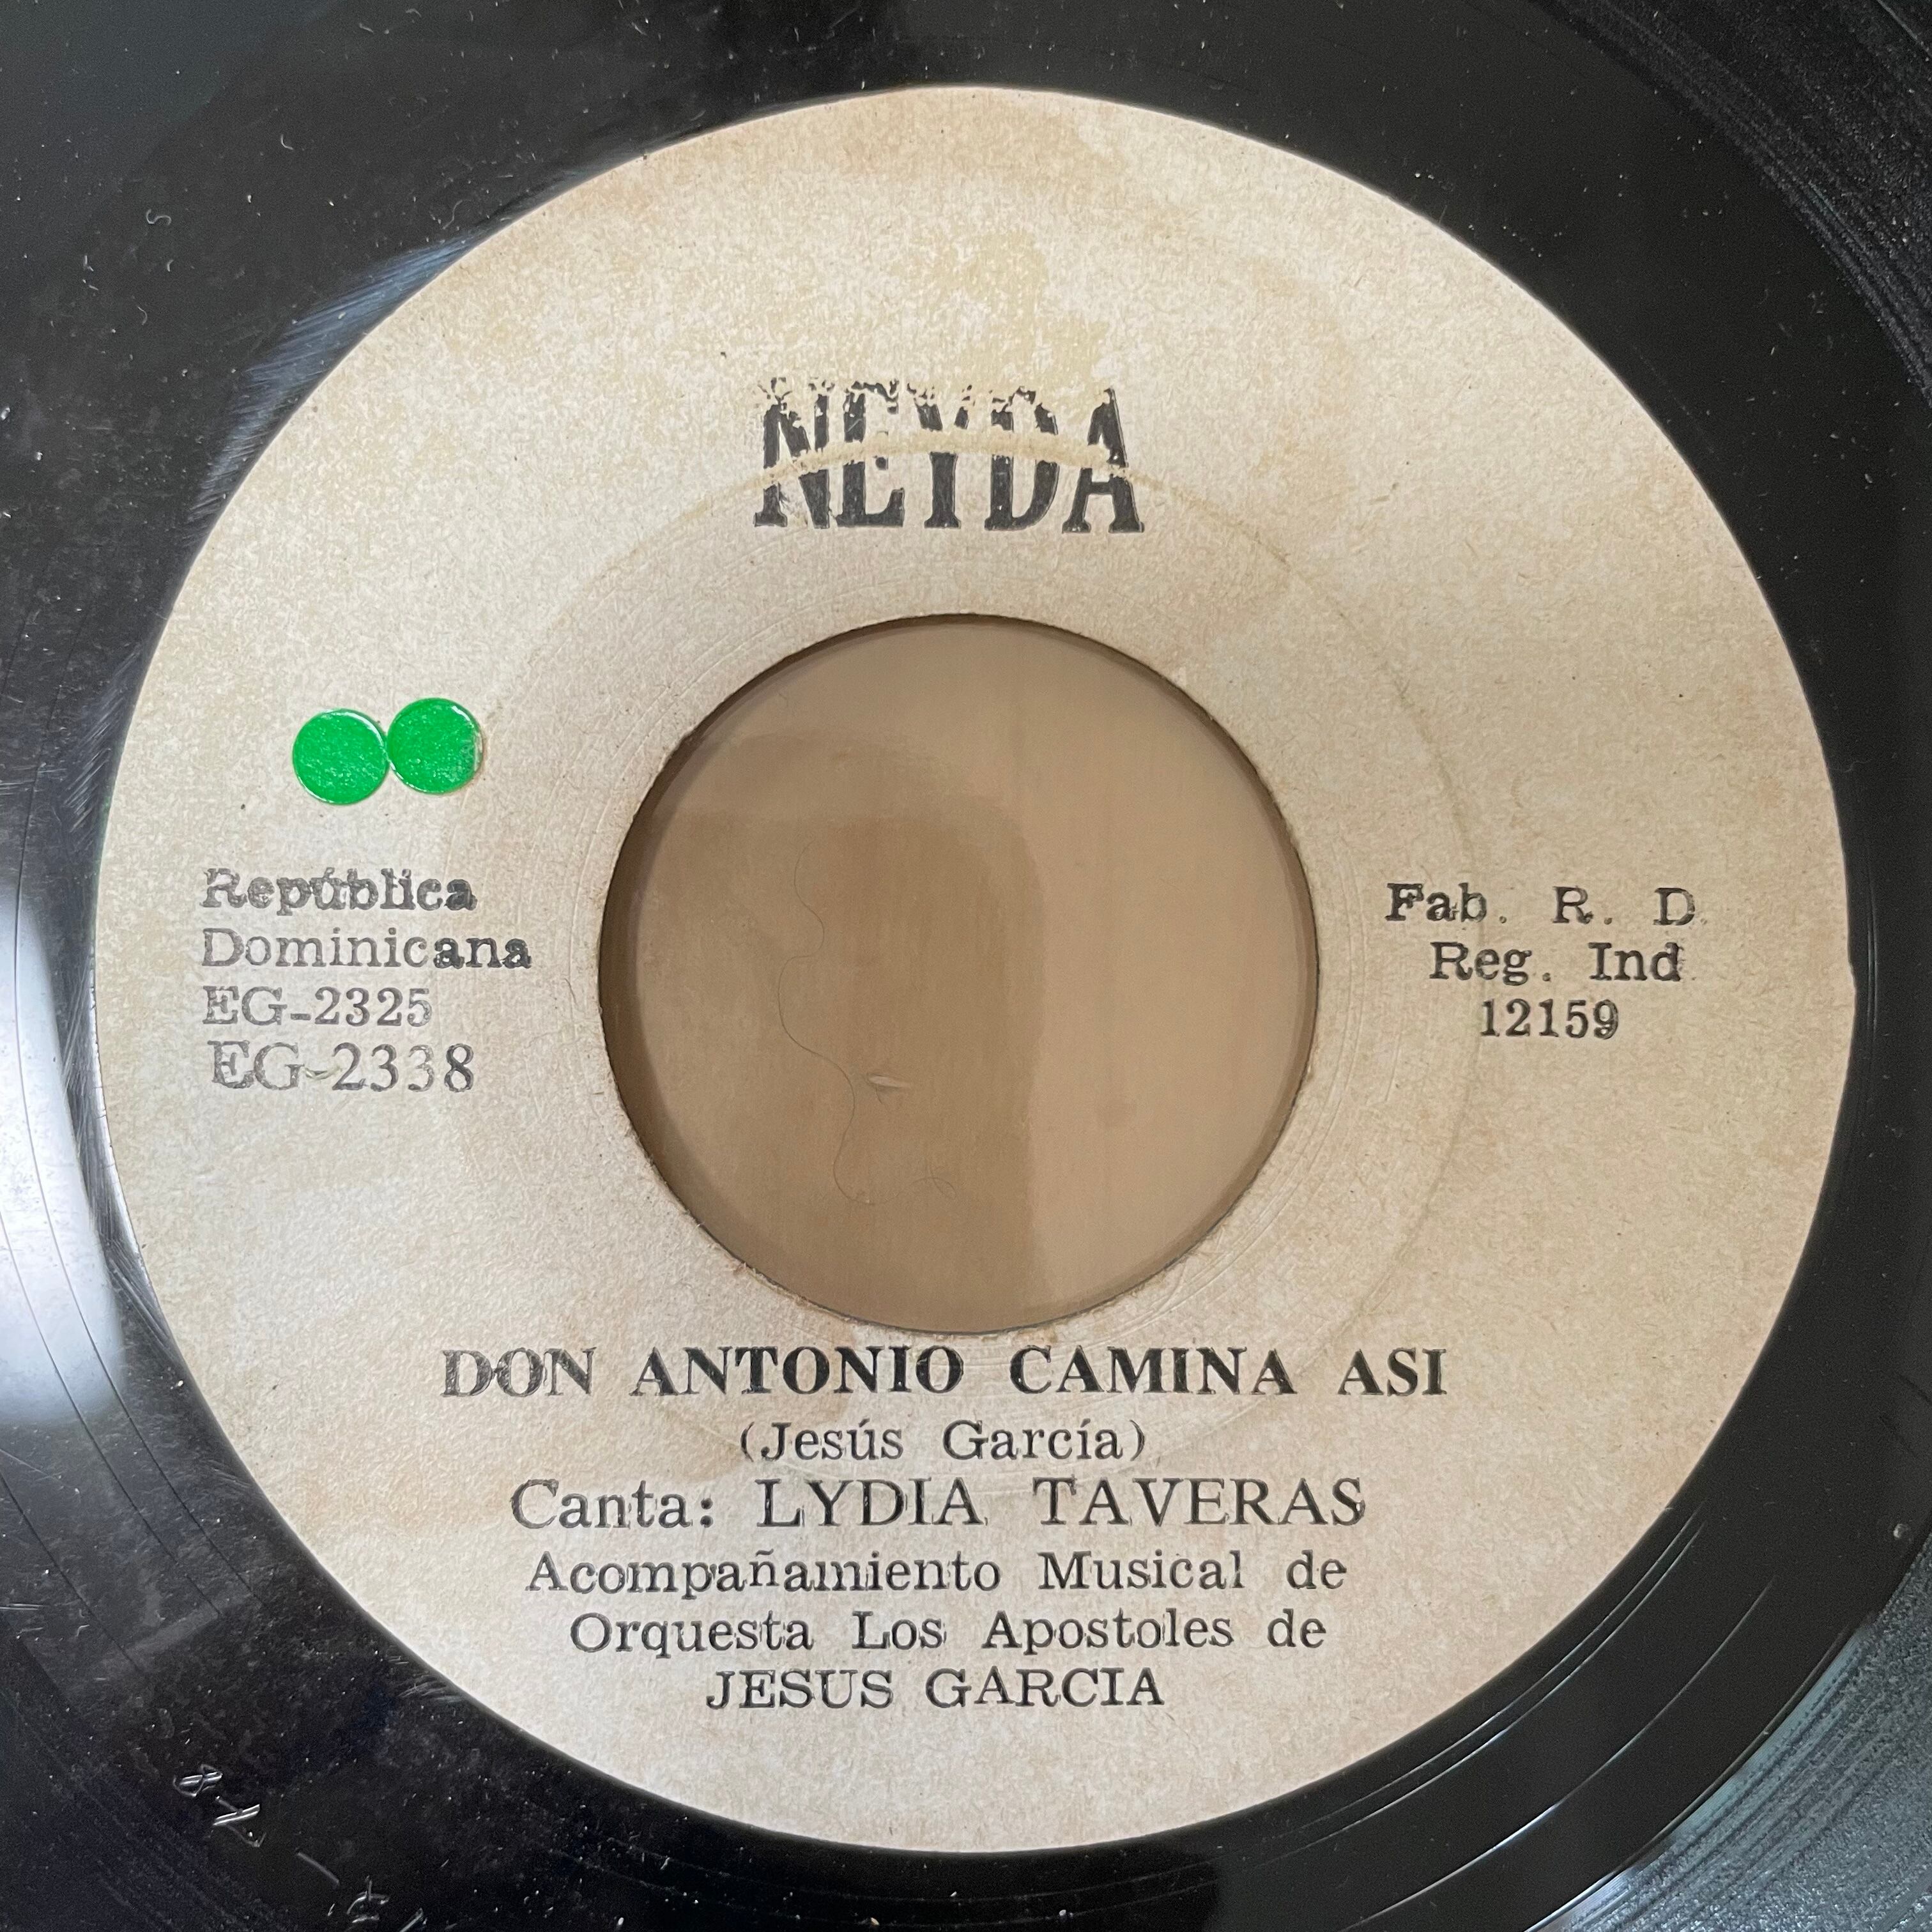 NEYDA
República
Dominicana
EG-2325
EG-2338
Fab. R. D.
Reg. Ind.
12159
DON ANTONIO CAMINA ASI
(Jesús García)
Canta: LYDIA TAVERAS
Acompañamiento Musical de
Orquesta Los Apostoles de
JESUS GARCIA